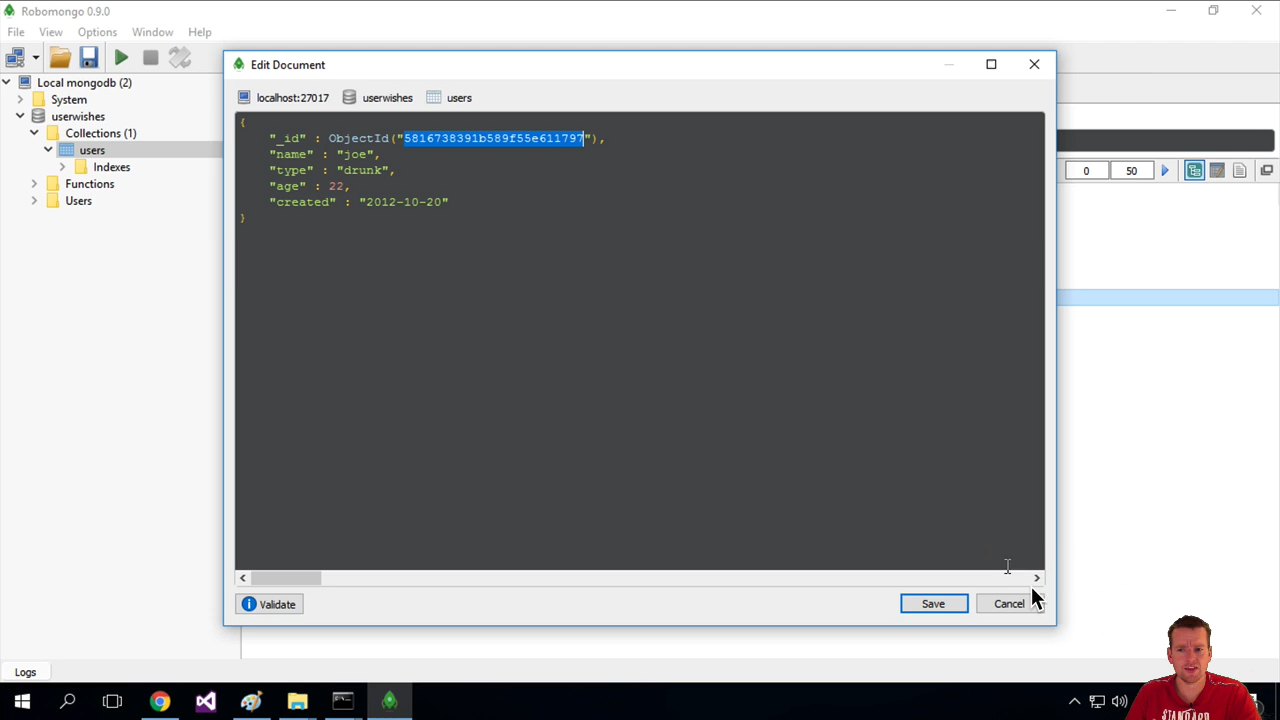 Robomongo 0.9.0
File View Options Window Help
Edit Document
Local mongodb (2)
System
userwishes
Collections (1)
users
Indexes
Functions
Users
localhost:27017 userwishes users
{
"_id" : ObjectId("5816738391b589f55e611797"),
"name" : "joe",
"type" : "drunk",
"age" : 22,
"created" : "2012-10-20"
}
0 50
Validate Save Cancel
Logs
STANDARD